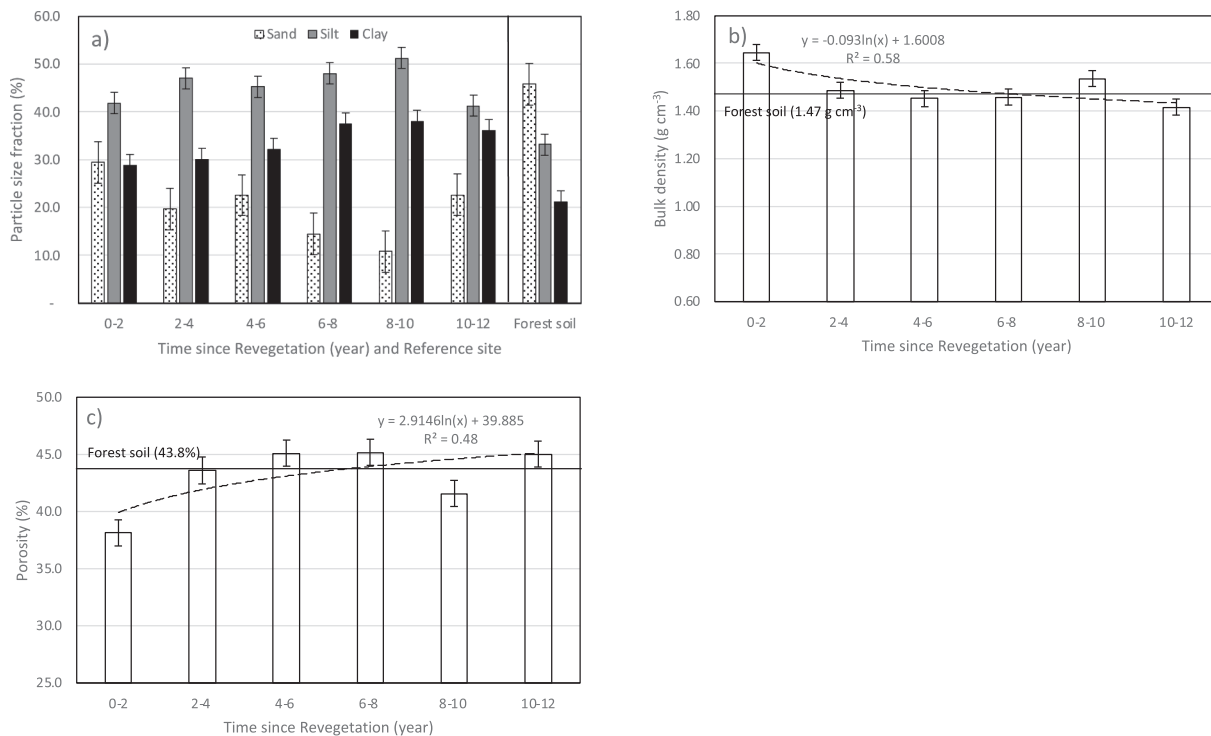 a)
Sand Silt Clay
60.0
50.0
40.0
30.0
20.0
10.0
-
Particle size fraction (%)
0-2 2-4 4-6 6-8 8-10 10-12 Forest soil
Time since Revegetation (year) and Reference site
b)
y = -0.093ln(x) + 1.6008
R² = 0.58
1.80
1.60
1.40
1.20
1.00
0.80
0.60
Bulk density (g cm⁻³)
Forest soil (1.47 g cm⁻³)
0-2 2-4 4-6 6-8 8-10 10-12
Time since Revegetation (year)
c)
y = 2.9146ln(x) + 39.885
R² = 0.48
Forest soil (43.8%)
50.0
45.0
40.0
35.0
30.0
25.0
Porosity (%)
0-2 2-4 4-6 6-8 8-10 10-12
Time since Revegetation (year)